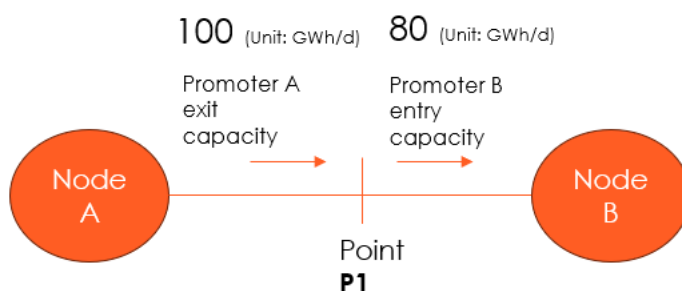 100 (Unit: GWh/d)
80 (Unit: GWh/d)
Promoter A
exit
capacity
Promoter B
entry
capacity
Node
A
Node
B
Point
P1